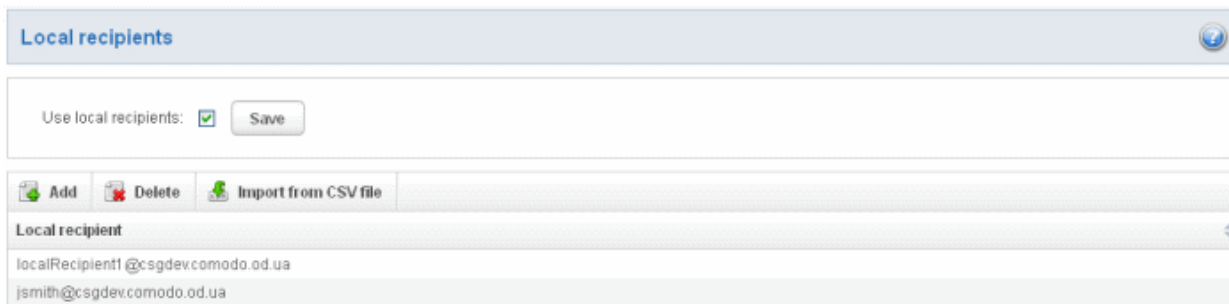 Local recipients
Use local recipients: Save
Add Delete Import from CSV file
Local recipient
localRecipient1@csgdev.comodo.od.ua
jsmith@csgdev.comodo.od.ua